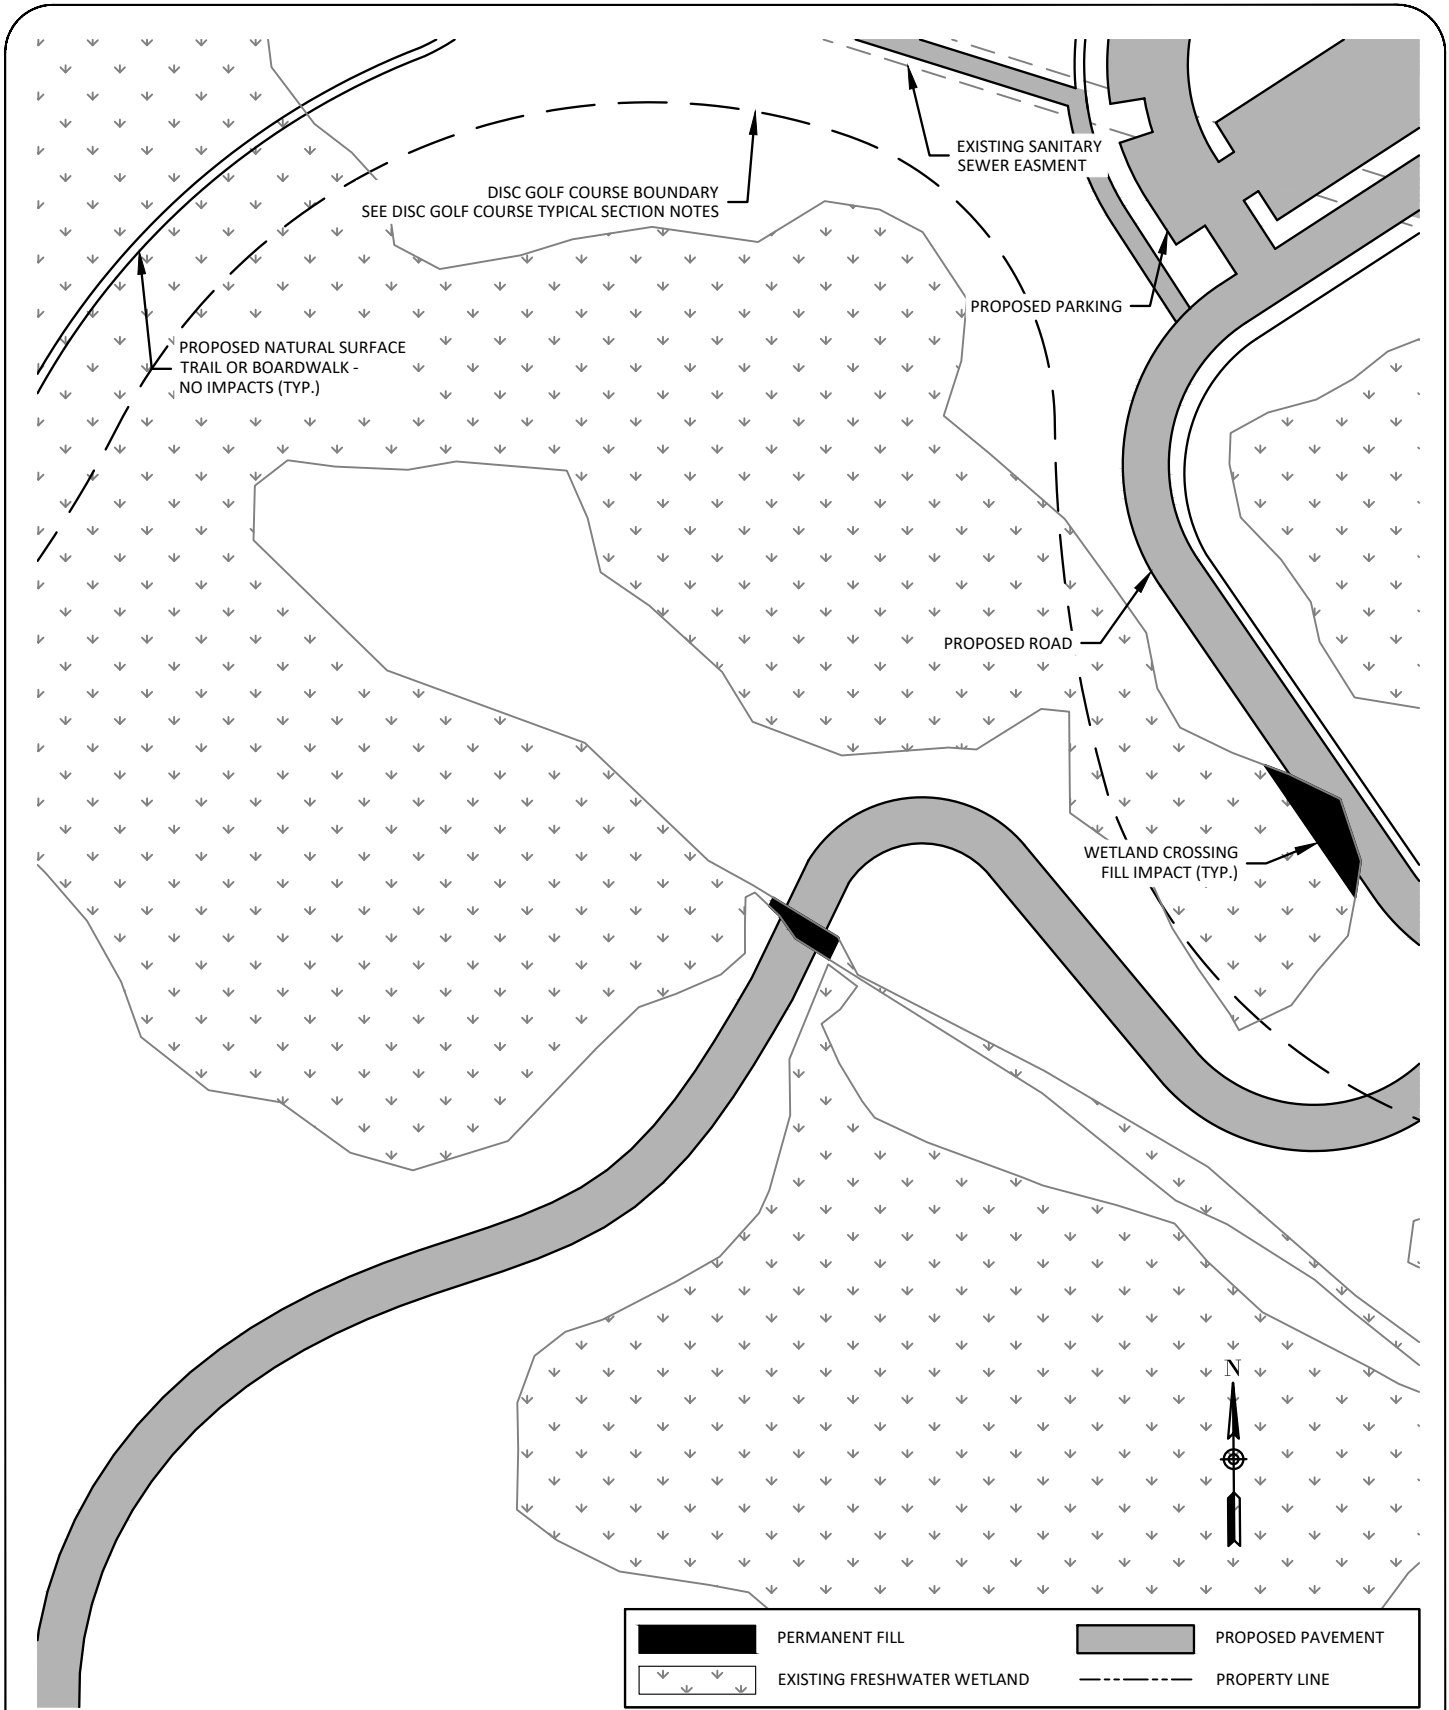 EXISTING SANITARY
SEWER EASMENT
DISC GOLF COURSE BOUNDARY
SEE DISC GOLF COURSE TYPICAL SECTION NOTES
PROPOSED PARKING
PROPOSED NATURAL SURFACE
TRAIL OR BOARDWALK -
NO IMPACTS (TYP.)
PROPOSED ROAD
WETLAND CROSSING
FILL IMPACT (TYP.)
N
PERMANENT FILL
PROPOSED PAVEMENT
EXISTING FRESHWATER WETLAND
PROPERTY LINE